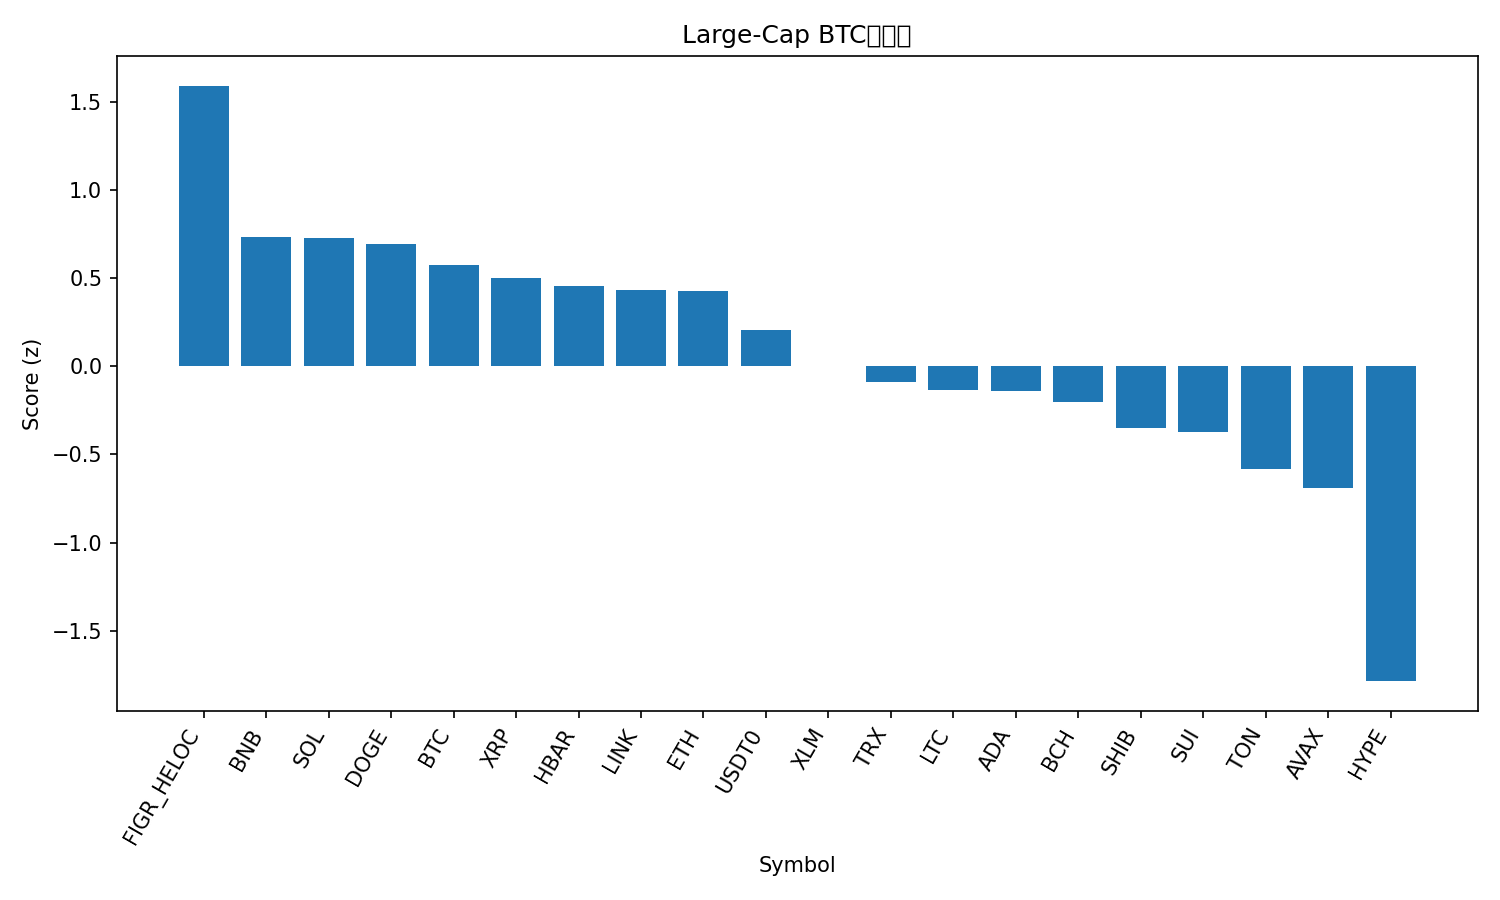 Large-Cap BTC
Score (z)
1.5
1.0
0.5
0.0
−0.5
−1.0
−1.5
FIGR_HELOC
BNB
SOL
DOGE
BTC
XRP
HBAR
LINK
ETH
USDT0
XLM
TRX
LTC
ADA
BCH
SHIB
SUI
TON
AVAX
HYPE
Symbol